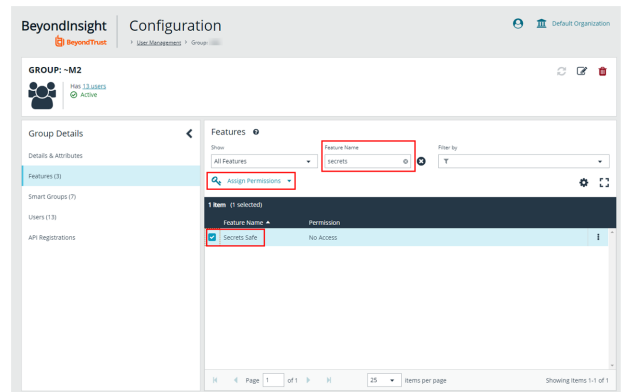 BeyondInsight
BeyondTrust
Configuration
User Management > Group:
Default Organization
GROUP: ~M2
Has 13 users
Active
Group Details
Details & Attributes
Features (3)
Smart Groups (7)
Users (13)
API Registrations
Features
Show
Feature Name
Filter by
All Features
secrets
Assign Permissions
1 item (1 selected)
Feature Name
Permission
Secrets Safe
No Access
Page 1 of 1
25 items per page
Showing items 1-1 of 1